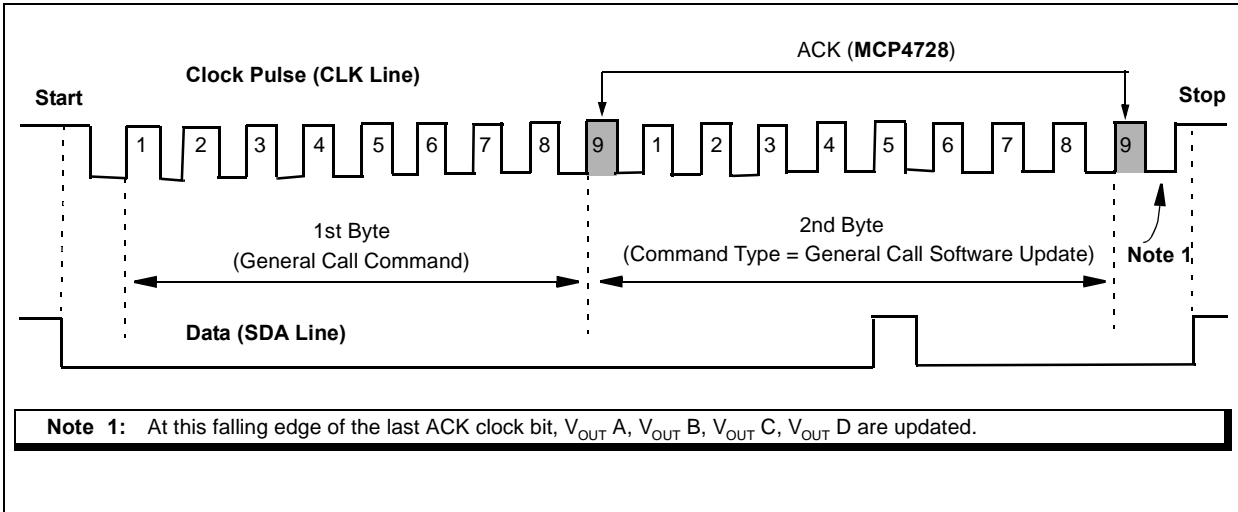 ACK (MCP4728)
Clock Pulse (CLK Line)
Start
Stop
1 2 3 4 5 6 7 8 9 1 2 3 4 5 6 7 8 9
1st Byte
(General Call Command)
2nd Byte
(Command Type = General Call Software Update)
Note 1
Data (SDA Line)
Note 1: At this falling edge of the last ACK clock bit, VOUT A, VOUT B, VOUT C, VOUT D are updated.